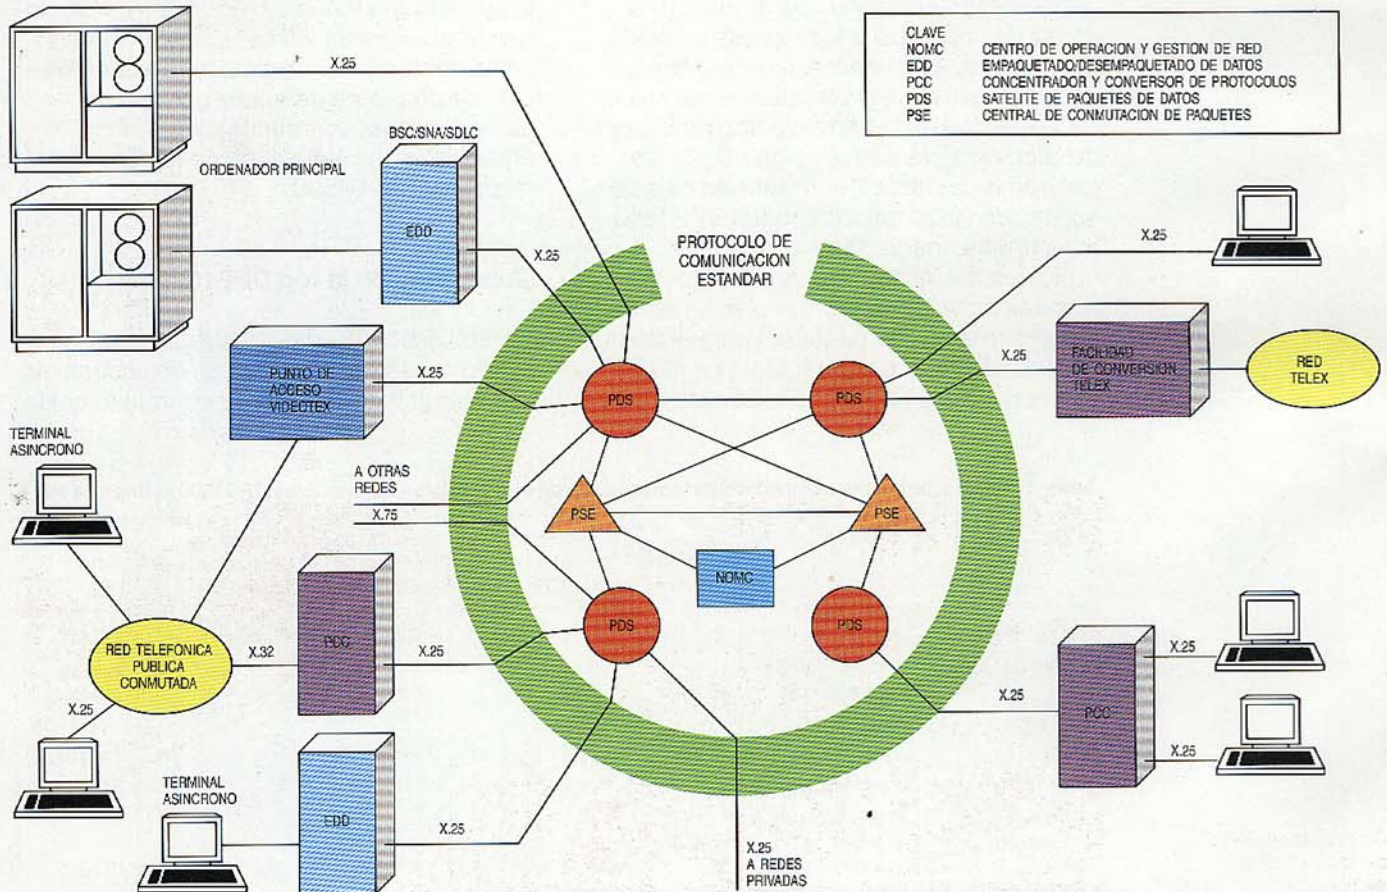 CLAVE
NOMC CENTRO DE OPERACION Y GESTION DE RED
EDD EMPAQUETADO/DESEMPAQUETADO DE DATOS
PCC CONCENTRADOR Y CONVERSOR DE PROTOCOLOS
PDS SATELITE DE PAQUETES DE DATOS
PSE CENTRAL DE CONMUTACION DE PAQUETES
X.25
BSC/SNA/SDLC
ORDENADOR PRINCIPAL
EDD
X.25
PROTOCOLO DE
COMUNICACION
ESTANDAR
X.25
PUNTO DE
ACCESO
VIDEOTEX
X.25
PDS
PDS
X.25
FACILIDAD
DE CONVERSION
TELEX
RED
TELEX
TERMINAL
ASINCRONO
A OTRAS
REDES
X.75
PSE
PSE
NOMC
RED TELEFONICA
PUBLICA
CONMUTADA
X.32
PCC
X.25
PDS
PDS
X.25
X.25
PCC
X.25
X.25
TERMINAL
ASINCRONO
EDD
X.25
X.25
A REDES
PRIVADAS